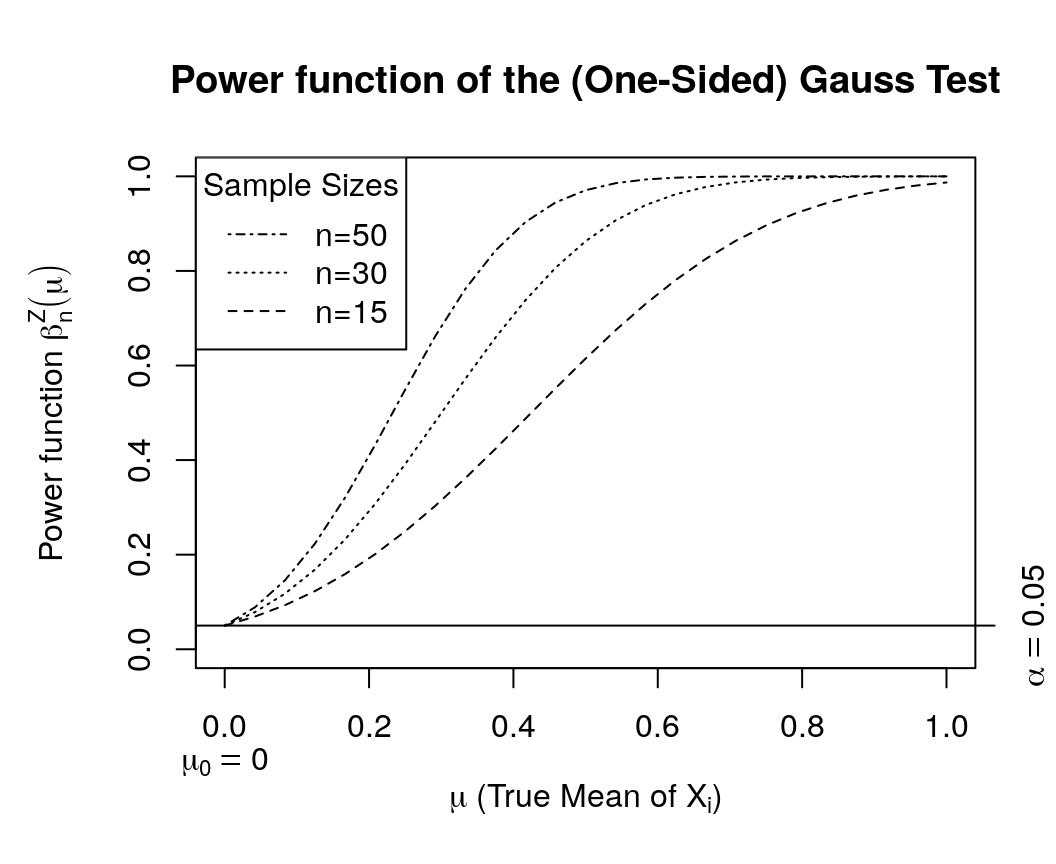 Power function of the (One-Sided) Gauss Test
Sample Sizes
n=50
n=30
n=15
Power function βₙᶻ(μ)
1.0
0.8
0.6
0.4
0.2
0.0
α = 0.05
0.0 0.2 0.4 0.6 0.8 1.0
μ₀ = 0
μ (True Mean of Xᵢ)